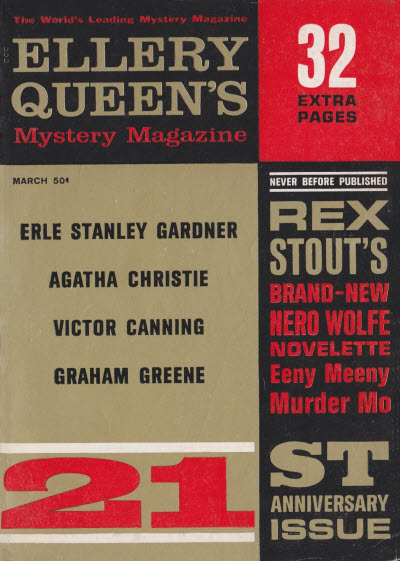 The World's Leading Mystery Magazine
ELLERY
QUEEN'S
Mystery Magazine
32
EXTRA
PAGES
MARCH 50¢
ERLE STANLEY GARDNER
AGATHA CHRISTIE
VICTOR CANNING
GRAHAM GREENE
NEVER BEFORE PUBLISHED
REX
STOUT'S
BRAND-NEW
NERO WOLFE
NOVELETTE
Eeny Meeny
Murder Mo
21
ST
ANNIVERSARY
ISSUE